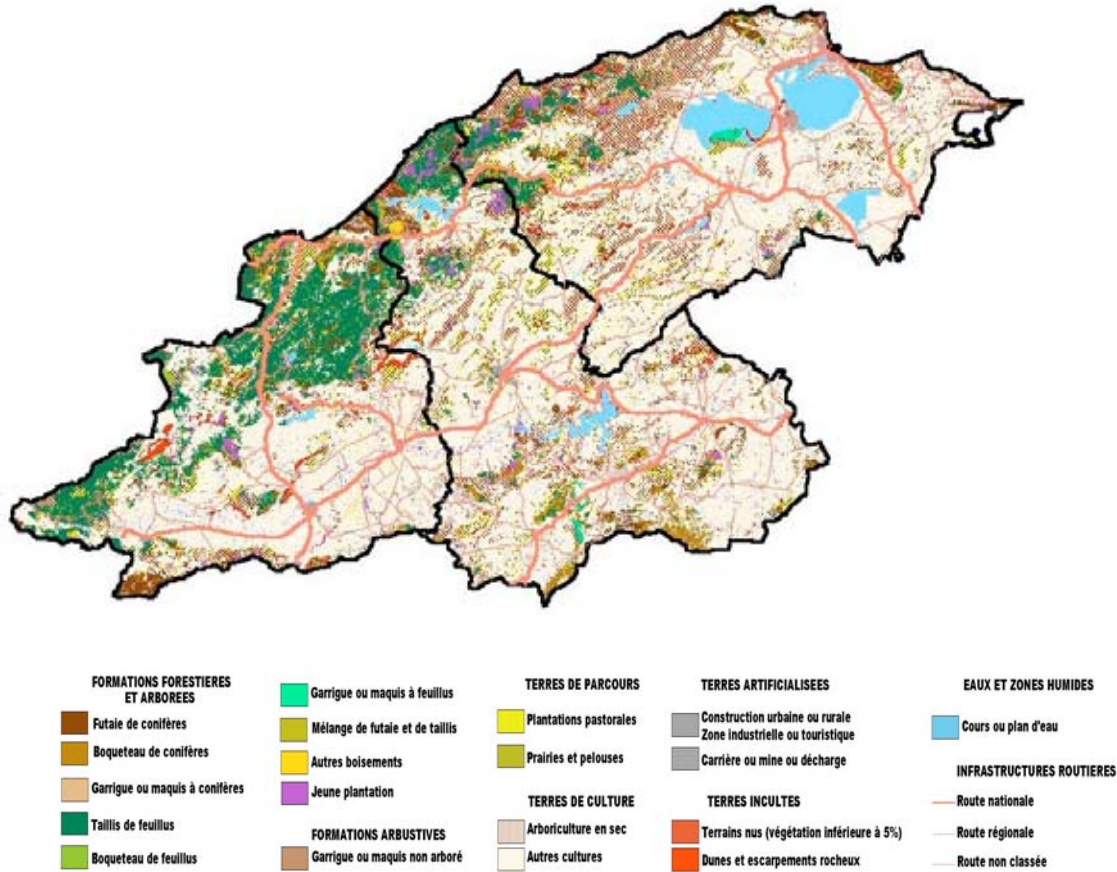 FORMATIONS FORESTIERES
ET ARBOREES
Futaie de conifères
Boqueteau de conifères
Garrigue ou maquis à conifères
Taillis de feuillus
Boqueteau de feuillus
Garrigue ou maquis à feuillus
Mélange de futaie et de taillis
Autres boisements
Jeune plantation
FORMATIONS ARBUSTIVES
Garrigue ou maquis non arboré
TERRES DE PARCOURS
Plantations pastorales
Prairies et pelouses
TERRES DE CULTURE
Arboriculture en sec
Autres cultures
TERRES ARTIFICIALISEES
Construction urbaine ou rurale
Zone industrielle ou touristique
Carrière ou mine ou décharge
TERRES INCULTES
Terrains nus (végétation inférieure à 5%)
Dunes et escarpements rocheux
EAUX ET ZONES HUMIDES
Cours ou plan d'eau
INFRASTRUCTURES ROUTIERES
Route nationale
Route régionale
Route non classée